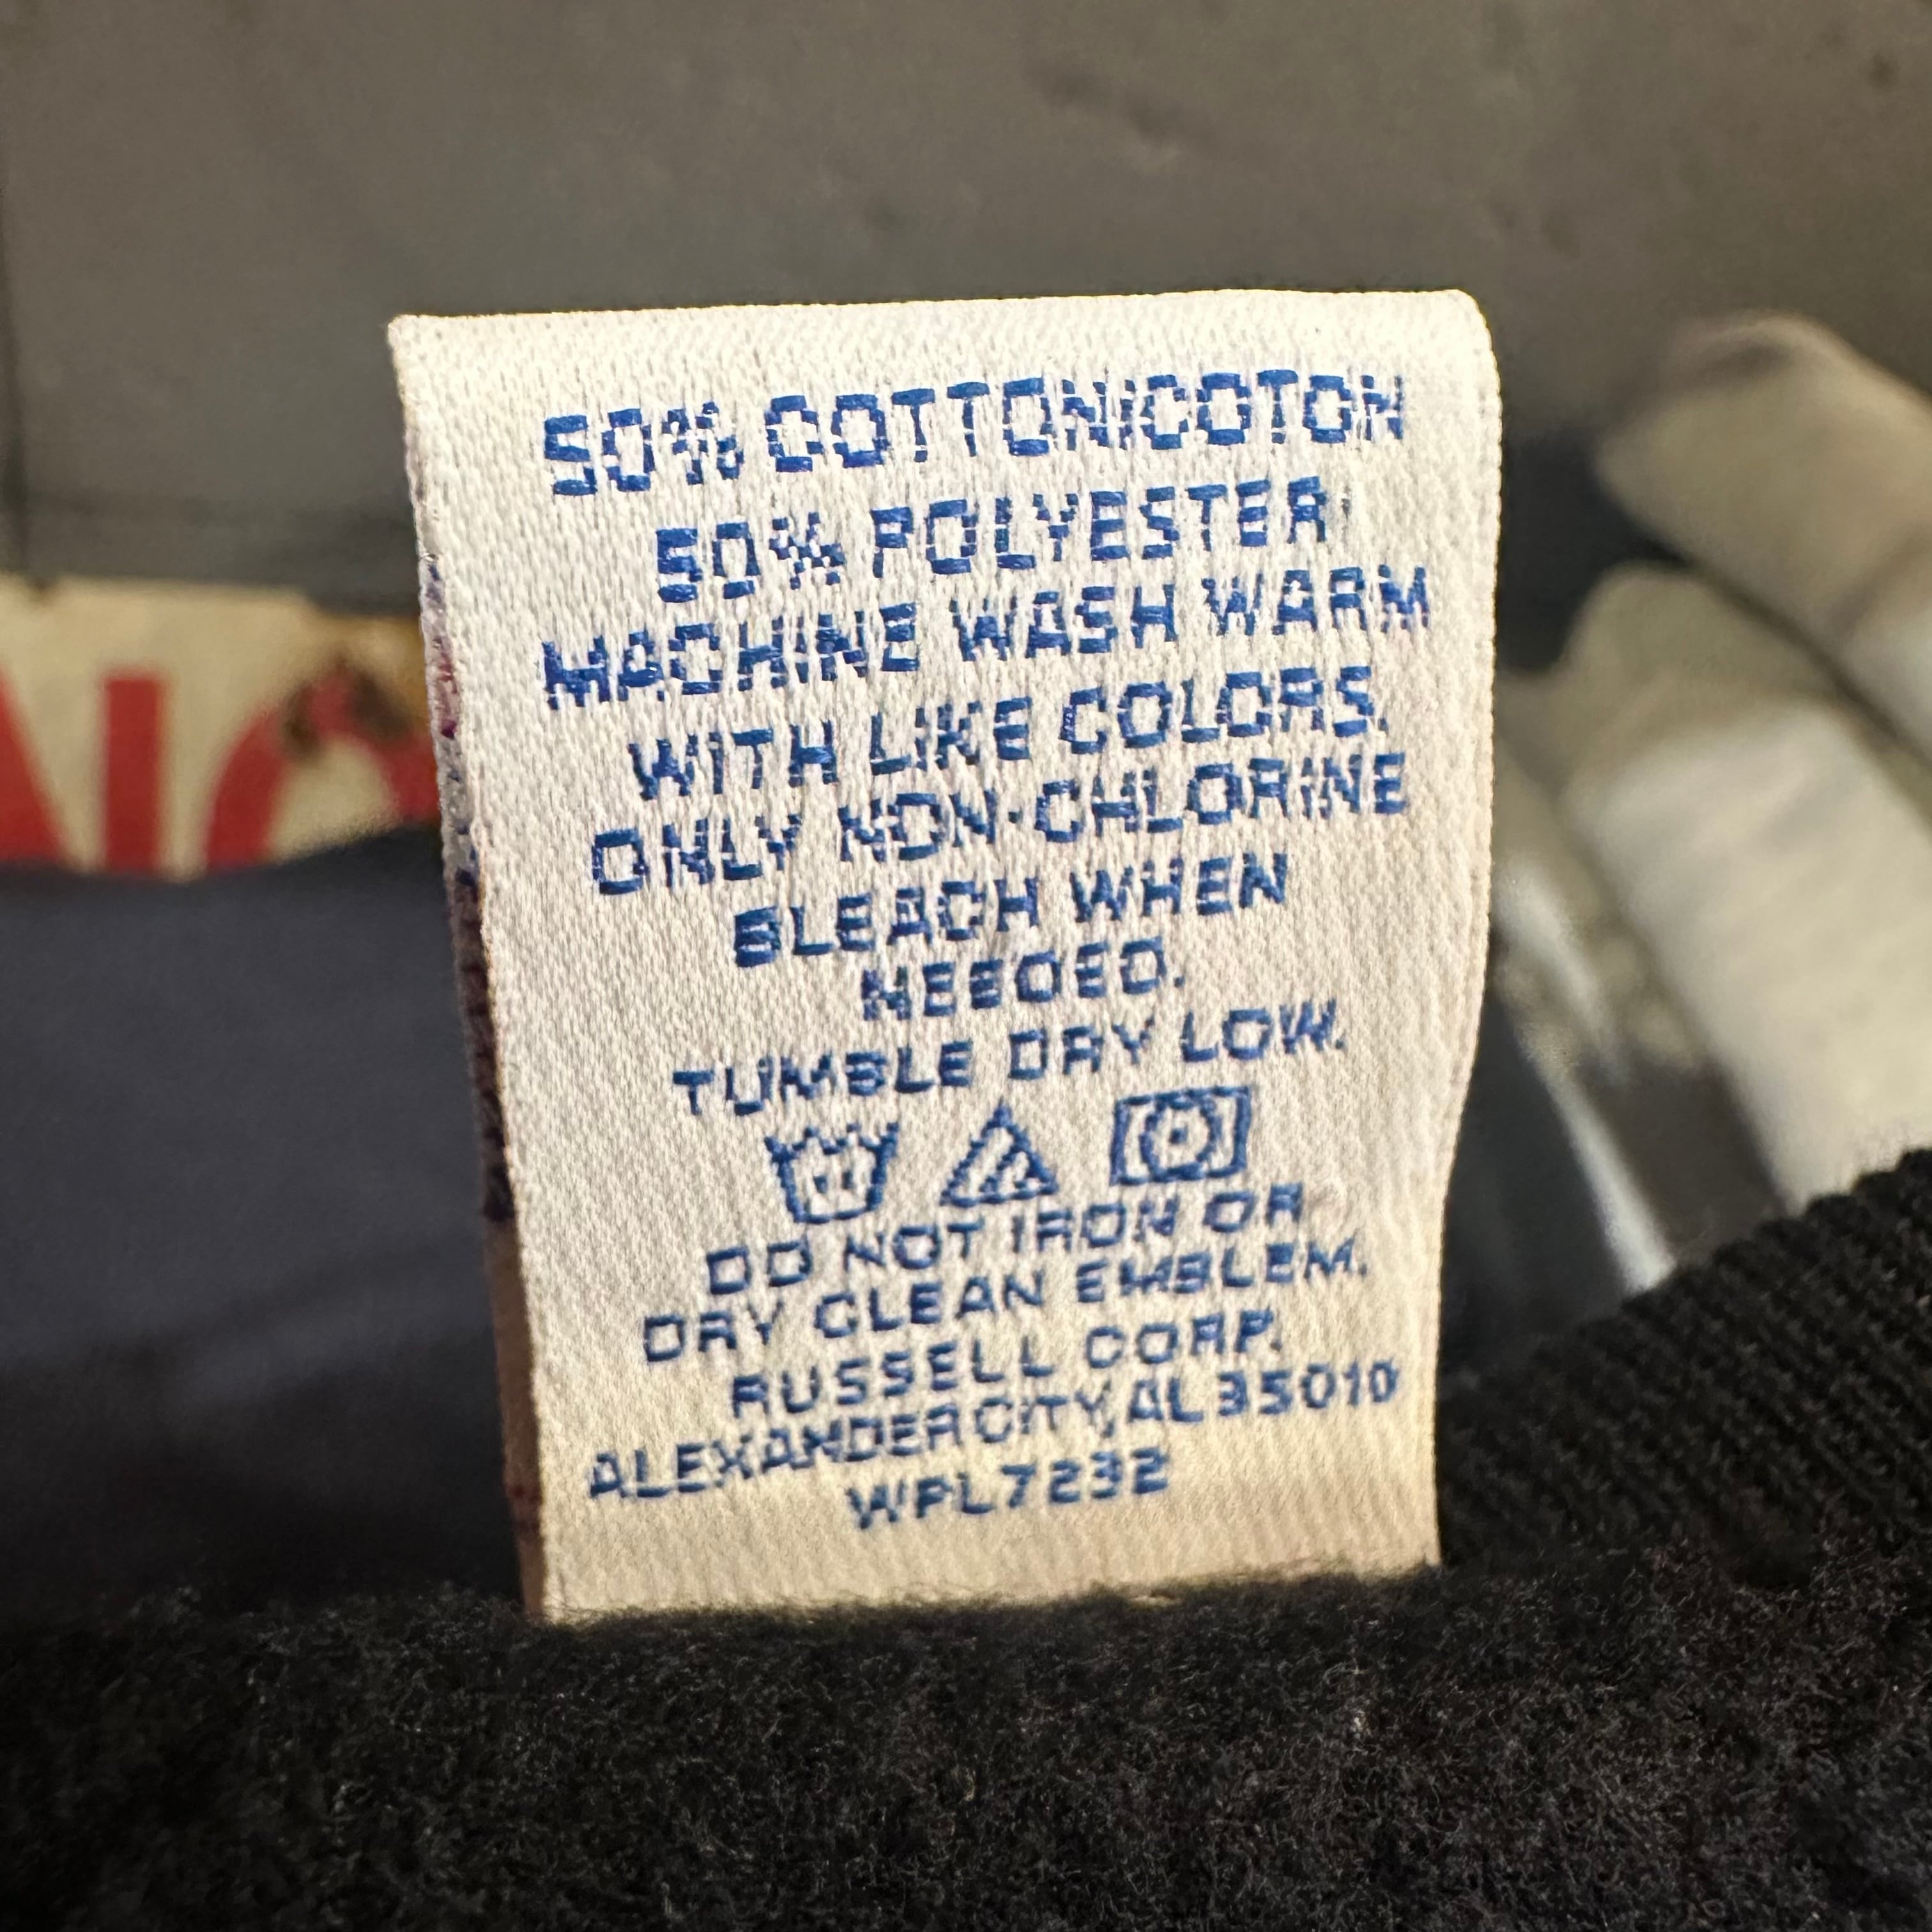 50% COTTON/COTON
50% POLYESTER
MACHINE WASH WARM
WITH LIKE COLORS.
ONLY NON-CHLORINE
BLEACH WHEN
NEEDED.
TUMBLE DRY LOW.
DO NOT IRON OR
DRY CLEAN EMBLEM.
RUSSELL CORP.
ALEXANDER CITY, AL 35010
WPL7232